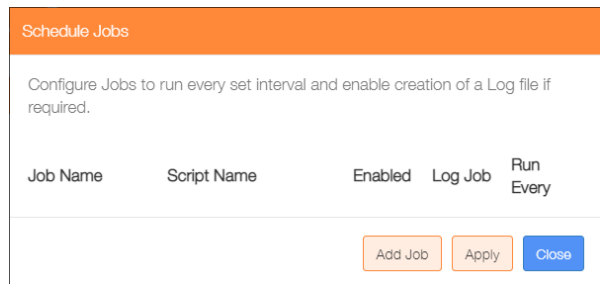 Schedule Jobs
Configure Jobs to run every set interval and enable creation of a Log file if
required.
Job Name Script Name Enabled Log Job Run
Every
Add Job Apply Close